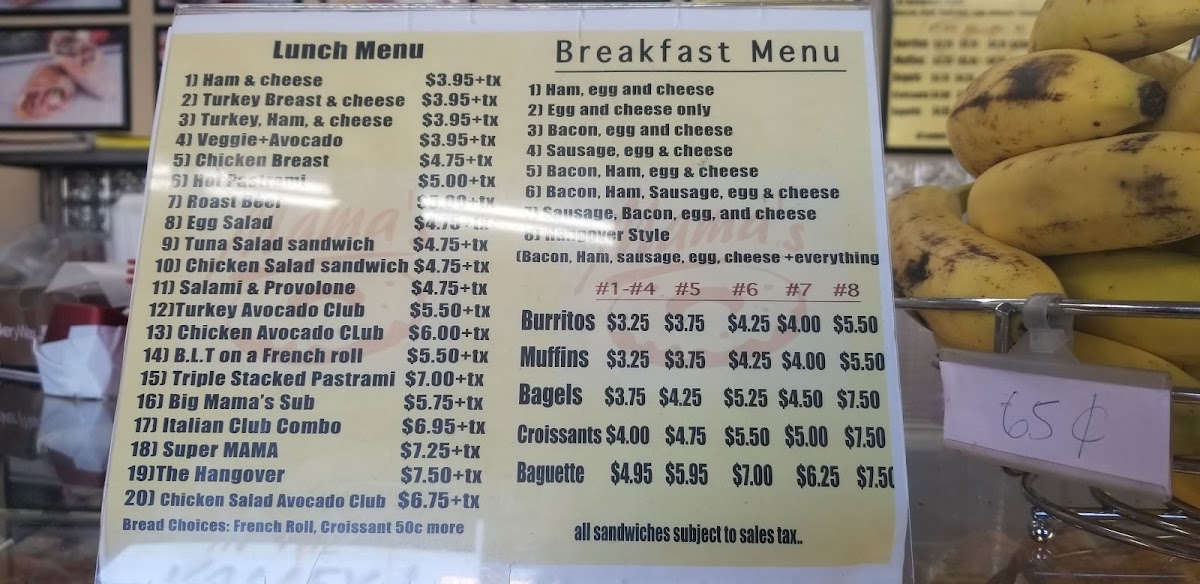 Lunch Menu
1) Ham & cheese $3.95+tx
2) Turkey Breast & cheese $3.95+tx
3) Turkey, Ham, & cheese $3.95+tx
4) Veggie+Avocado $3.95+tx
5) Chicken Breast $4.75+tx
6) Hot Pastrami $5.00+tx
7) Roast Beef $5.00+tx
8) Egg Salad $4.75+tx
9) Tuna Salad sandwich $4.75+tx
10) Chicken Salad sandwich $4.75+tx
11) Salami & Provolone $4.75+tx
12)Turkey Avocado Club $5.50+tx
13) Chicken Avocado CLub $6.00+tx
14) B.L.T on a French roll $5.50+tx
15) Triple Stacked Pastrami $7.00+tx
16) Big Mama's Sub $5.75+tx
17) Italian Club Combo $6.95+tx
18) Super MAMA $7.25+tx
19)The Hangover $7.50+tx
20) Chicken Salad Avocado Club $6.75+tx
Bread Choices: French Roll, Croissant 50c more
Breakfast Menu
1) Ham, egg and cheese
2) Egg and cheese only
3) Bacon, egg and cheese
4) Sausage, egg & cheese
5) Bacon, Ham, egg & cheese
6) Bacon, Ham, Sausage, egg & cheese
7) Sausage, Bacon, egg, and cheese
8) Hangover Style
(Bacon, Ham, sausage, egg, cheese +everything
#1-#4 #5 #6 #7 #8
Burritos $3.25 $3.75 $4.25 $4.00 $5.50
Muffins $3.25 $3.75 $4.25 $4.00 $5.50
Bagels $3.75 $4.25 $5.25 $4.50 $7.50
Croissants $4.00 $4.75 $5.50 $5.00 $7.50
Baguette $4.95 $5.95 $7.00 $6.25 $7.50
all sandwiches subject to sales tax..
65¢